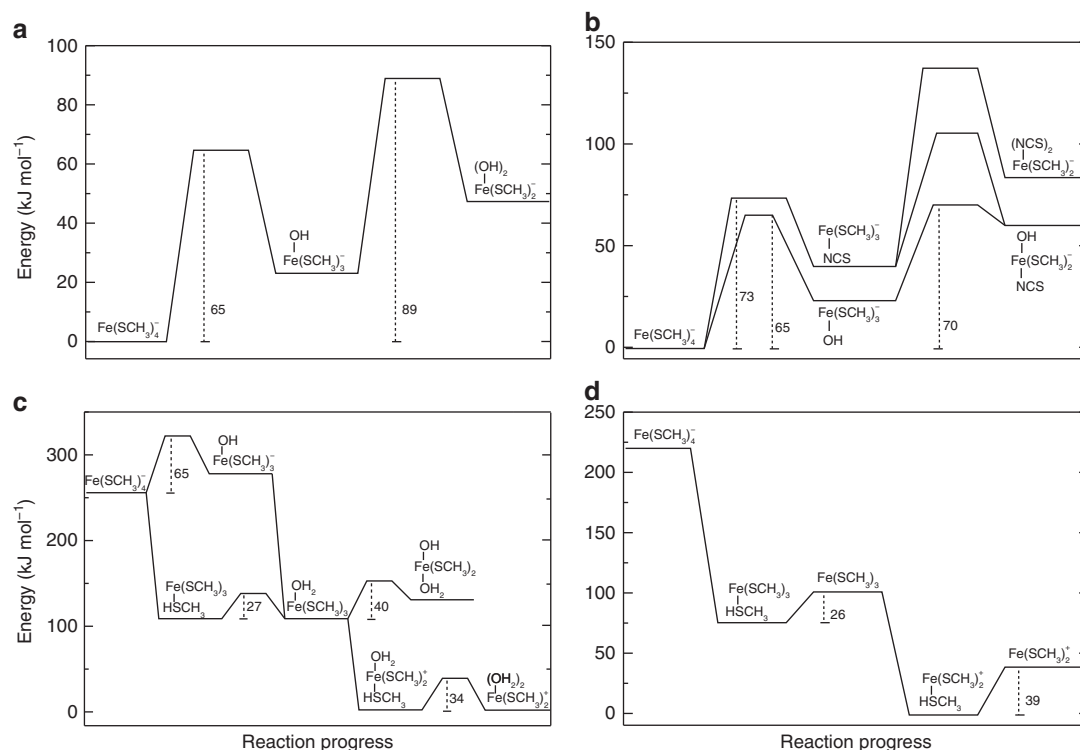 a
100
80
60
40
20
0
Energy (kJ mol⁻¹)
Fe(SCH₃)₄⁻
65
OH
Fe(SCH₃)₃⁻
89
(OH)₂
Fe(SCH₃)₂⁻
b
150
100
50
0
Fe(SCH₃)₄⁻
73
65
Fe(SCH₃)₃⁻
NCS
Fe(SCH₃)₃⁻
OH
70
(NCS)₂
Fe(SCH₃)₂⁻
OH
Fe(SCH₃)₂⁻
NCS
c
300
200
100
0
Energy (kJ mol⁻¹)
Fe(SCH₃)₄⁻
65
OH
Fe(SCH₃)₃⁻
Fe(SCH₃)₃
HSCH₃
27
OH₂
Fe(SCH₃)₃
40
OH
Fe(SCH₃)₂
OH₂
OH₂
Fe(SCH₃)₂⁺
HSCH₃
34
(OH₂)₂
Fe(SCH₃)₂⁺
Reaction progress
d
250
200
150
100
50
0
Fe(SCH₃)₄⁻
Fe(SCH₃)₃
HSCH₃
Fe(SCH₃)₃
26
Fe(SCH₃)₂⁺
HSCH₃
Fe(SCH₃)₂⁺
39
Reaction progress